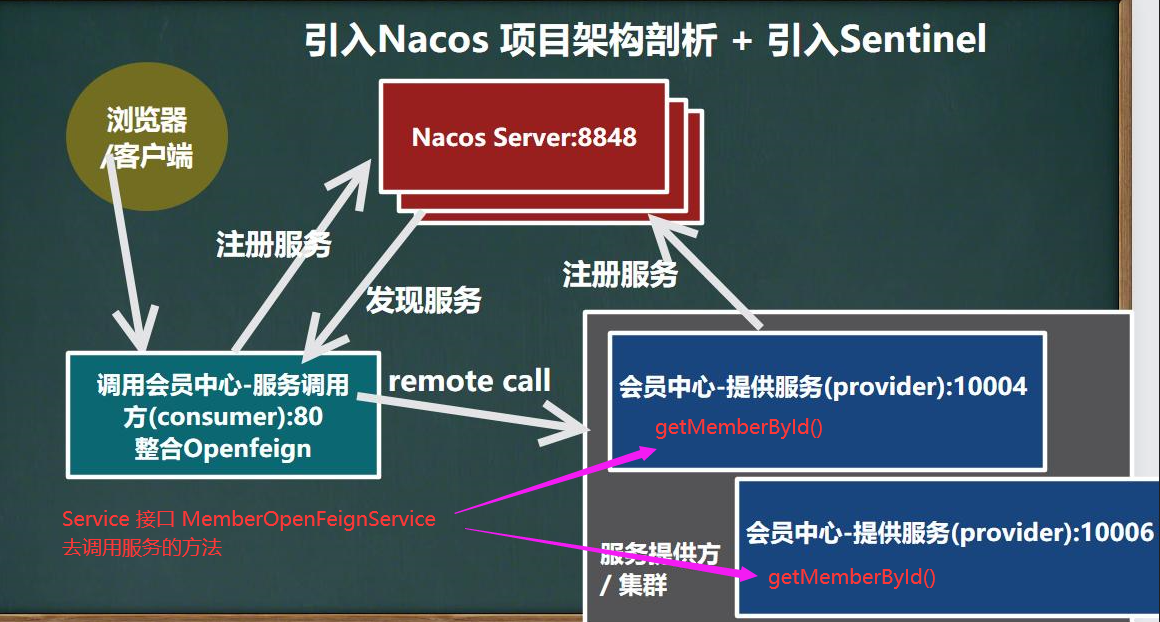 引入Nacos 项目架构剖析 + 引入Sentinel
浏览器
/客户端
Nacos Server:8848
注册服务
发现服务
注册服务
调用会员中心-服务调用
方(consumer):80
整合Openfeign
remote call
会员中心-提供服务(provider):10004
getMemberById()
Service 接口 MemberOpenFeignService
去调用服务的方法
会员中心-提供服务(provider):10006
getMemberById()
服务提供方
/ 集群